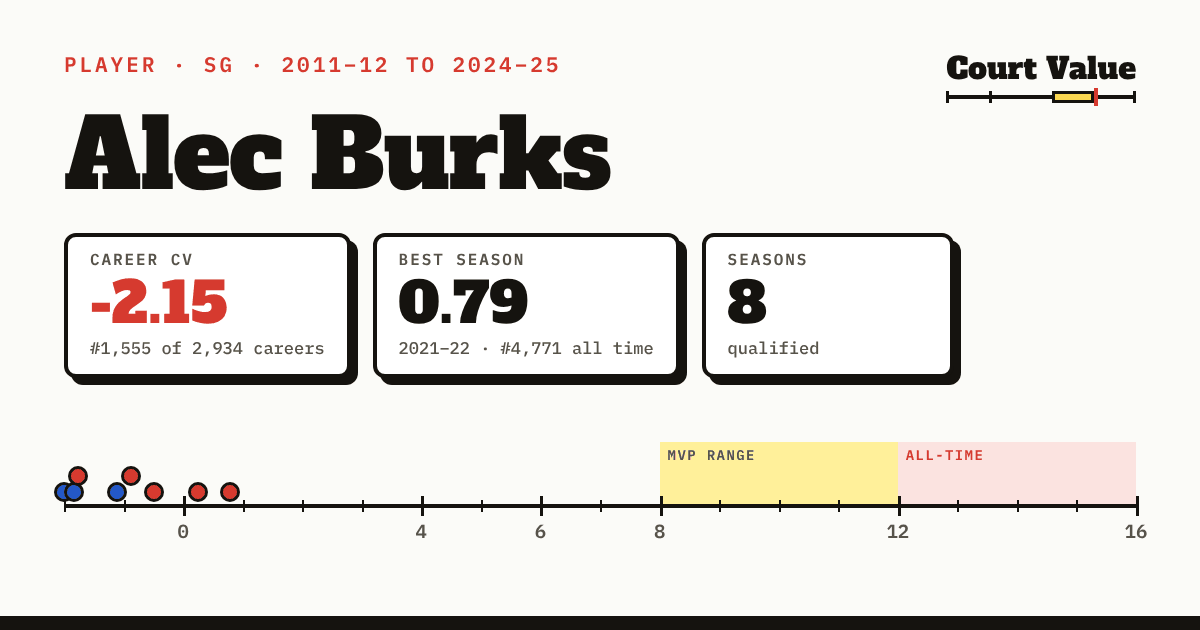 PLAYER · SG · 2011–12 TO 2024–25
Court Value
Alec Burks
CAREER CV
-2.15
#1,555 of 2,934 careers
BEST SEASON
0.79
2021–22 · #4,771 all time
SEASONS
8
qualified
MVP RANGE
ALL-TIME
0 4 6 8 12 16